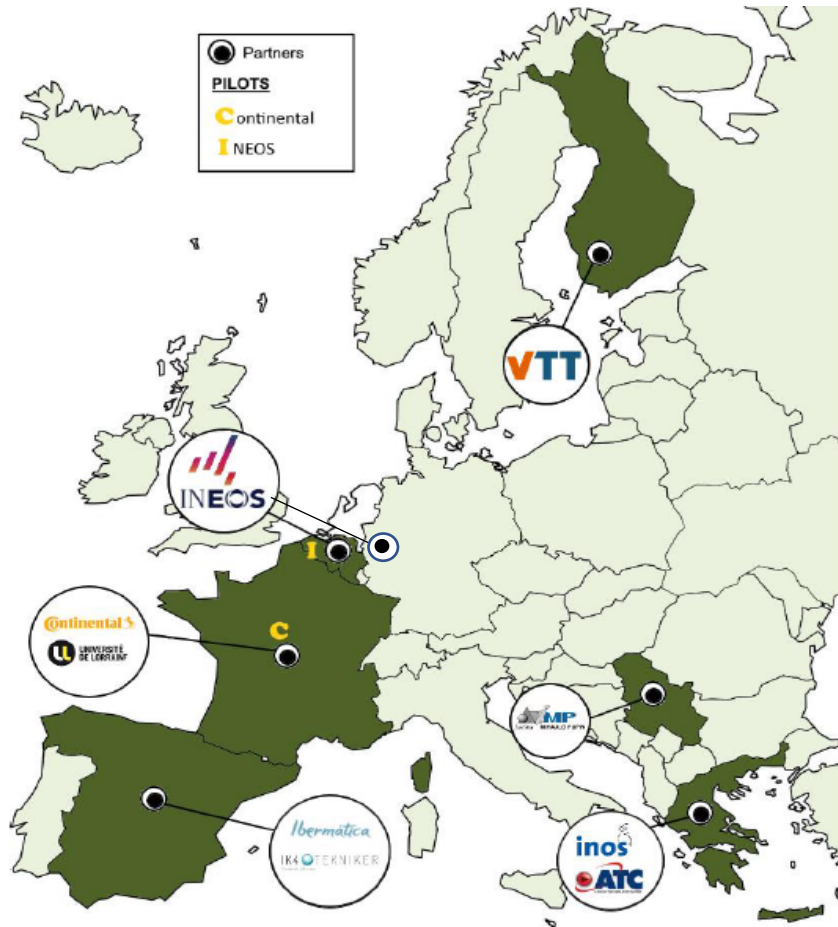 Partners
PILOTS
Continental
INEOS
VTT
INEOS
I
Continental
UNIVERSITÉ
DE LORRAINE
C
MP
Ibermática
IK4 TEKNIKER
inos
ATC